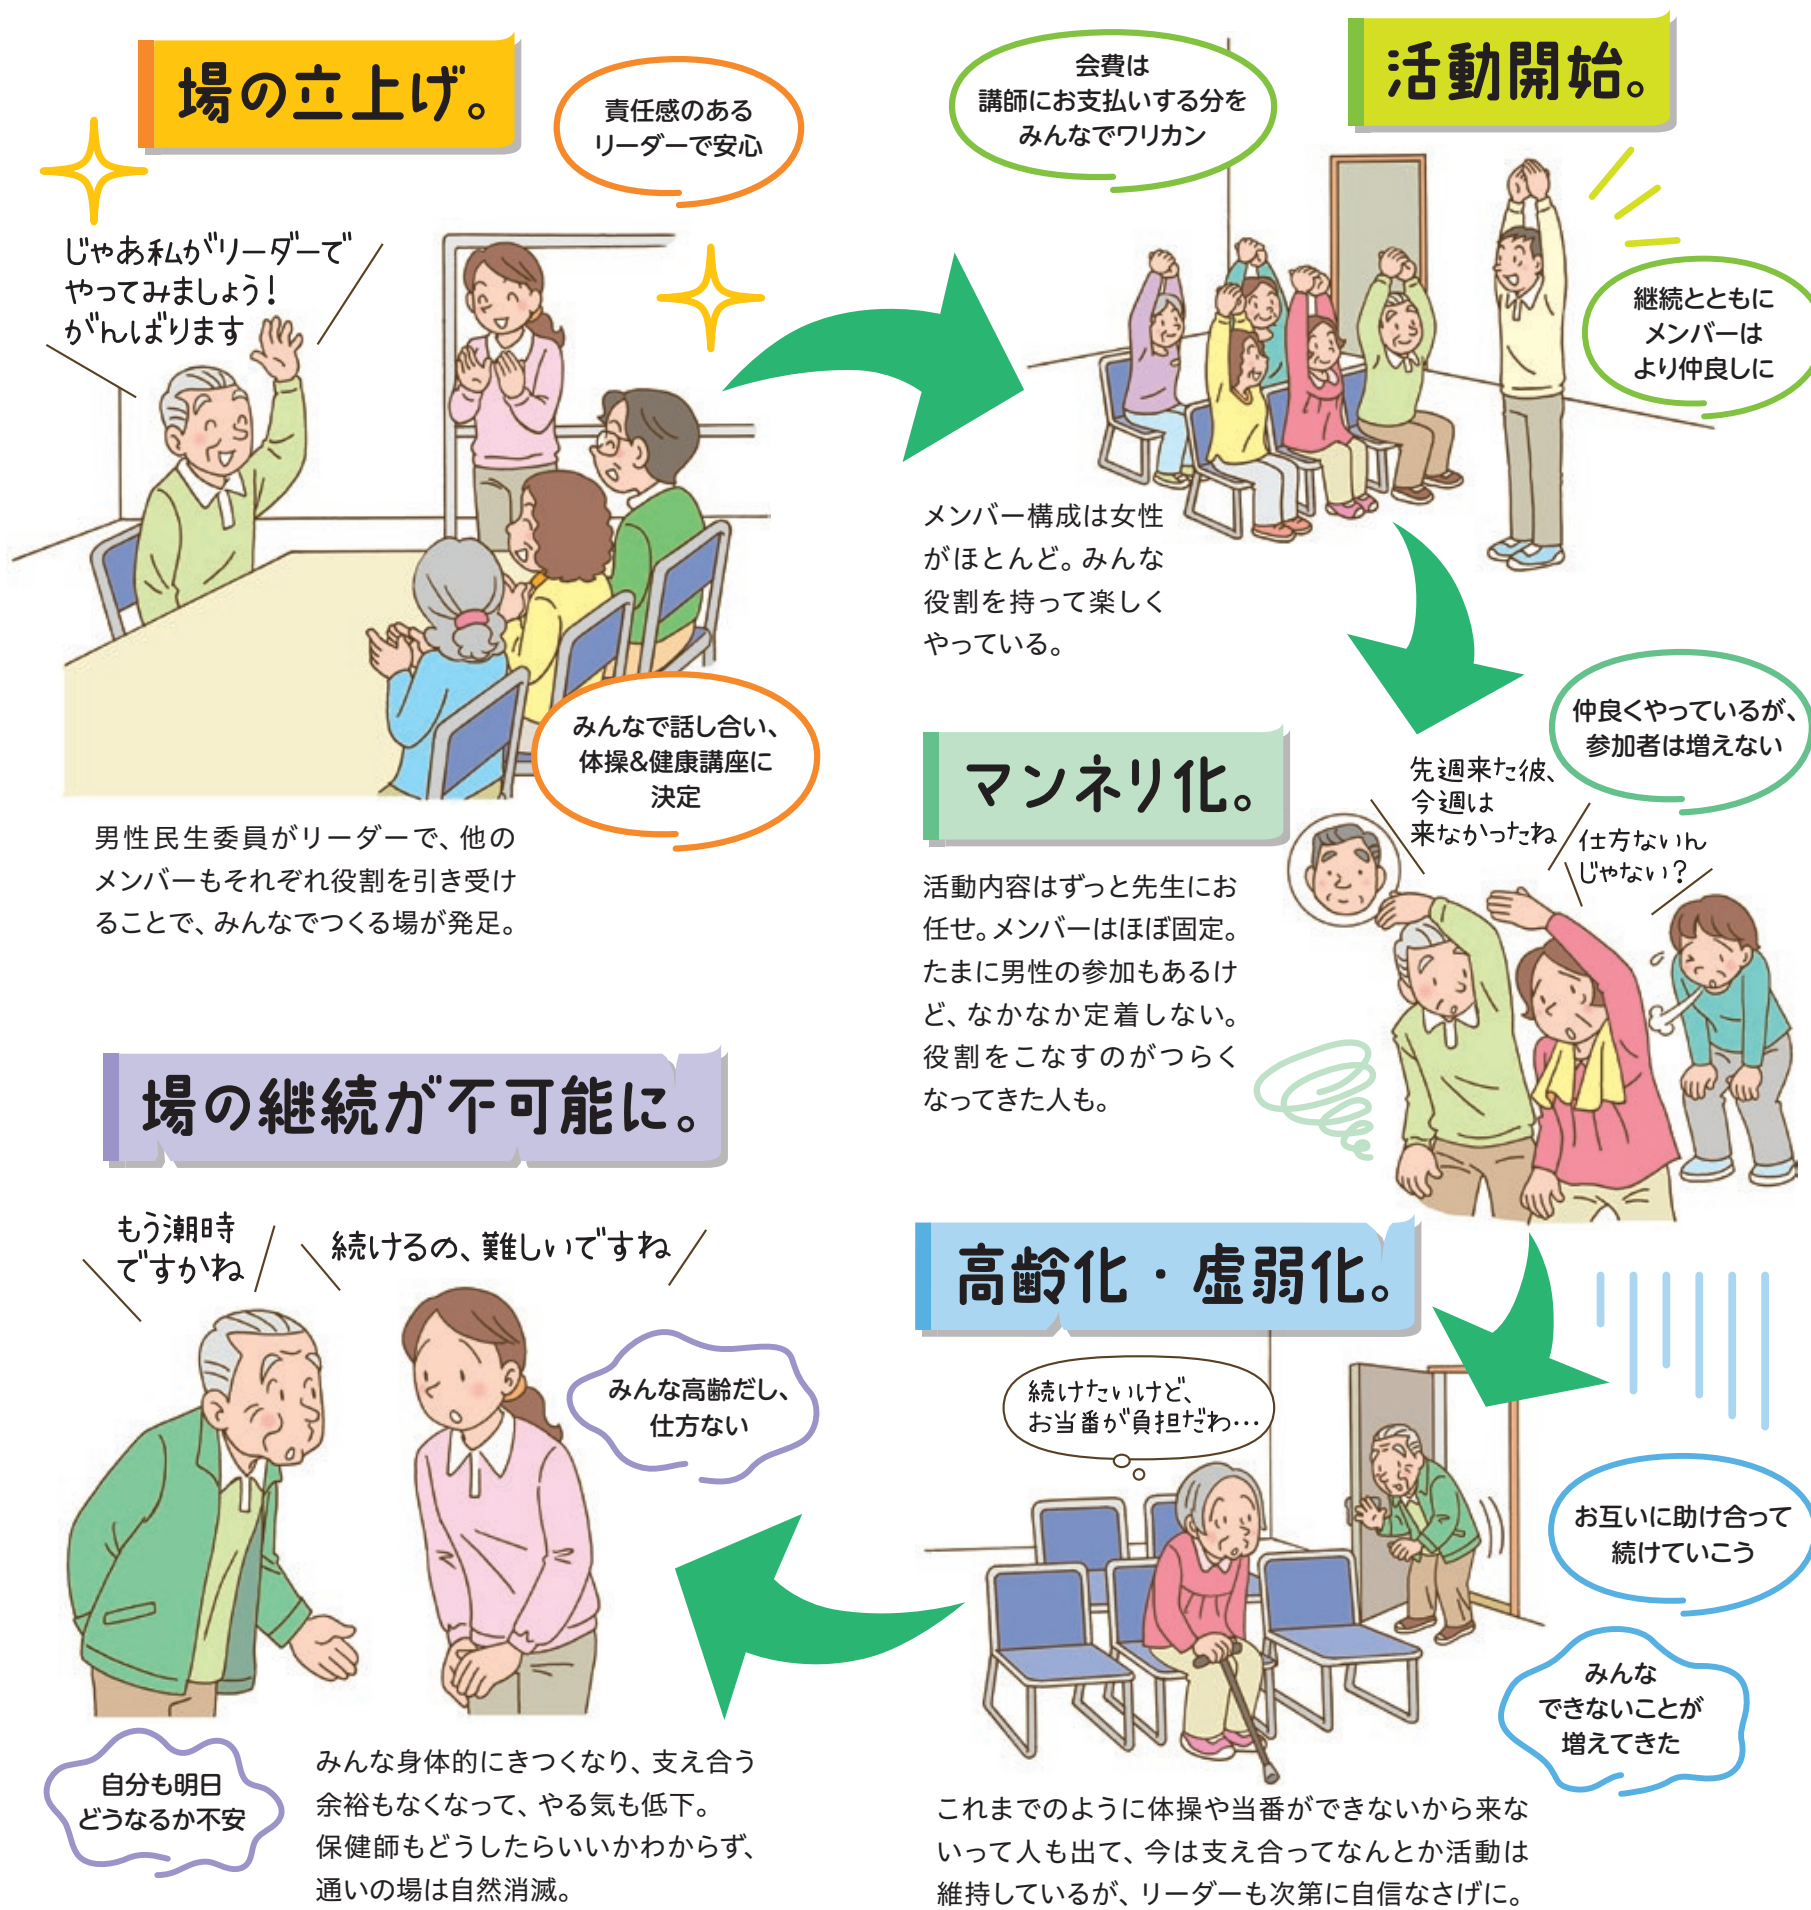 場の立上げ。
責任感のある
リーダーで安心
じゃあ私がリーダーで
やってみましょう！
がんばります
みんなで話し合い、
体操&健康講座に
決定
男性民生委員がリーダーで、他の
メンバーもそれぞれ役割を引き受け
ることで、みんなでつくる場が発足。
活動開始。
会費は
講師にお支払いする分を
みんなでワリカン
継続とともに
メンバーは
より仲良しに
メンバー構成は女性
がほとんど。みんな
役割を持って楽しく
やっている。
マンネリ化。
仲良くやっているが、
参加者は増えない
先週来た彼、
今週は
来なかったね
仕方ないん
じゃない？
活動内容はずっと先生にお
任せ。メンバーはほぼ固定。
たまに男性の参加もあるけ
ど、なかなか定着しない。
役割をこなすのがつらく
なってきた人も。
高齢化・虚弱化。
続けたいけど、
お当番が負担だわ…
お互いに助け合って
続けていこう
みんな
できないことが
増えてきた
これまでのように体操や当番ができないから来な
いって人も出て、今は支え合ってなんとか活動は
維持しているが、リーダーも次第に自信なさげに。
場の継続が不可能に。
もう潮時
ですかね
続けるの、難しいですね
みんな高齢だし、
仕方ない
自分も明日
どうなるか不安
みんな身体的にきつくなり、支え合う
余裕もなくなって、やる気も低下。
保健師もどうしたらいいかわからず、
通いの場は自然消滅。